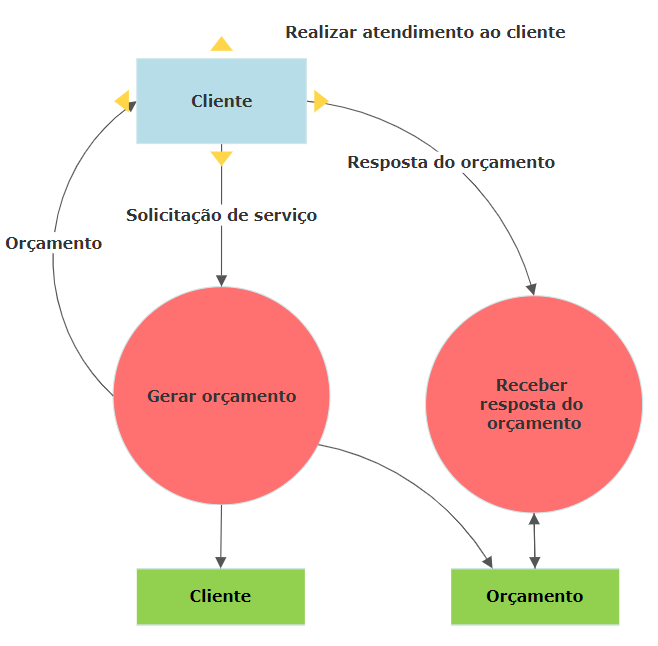 Realizar atendimento ao cliente
Cliente
Resposta do orçamento
Solicitação de serviço
Orçamento
Gerar orçamento
Receber
resposta do
orçamento
Cliente
Orçamento